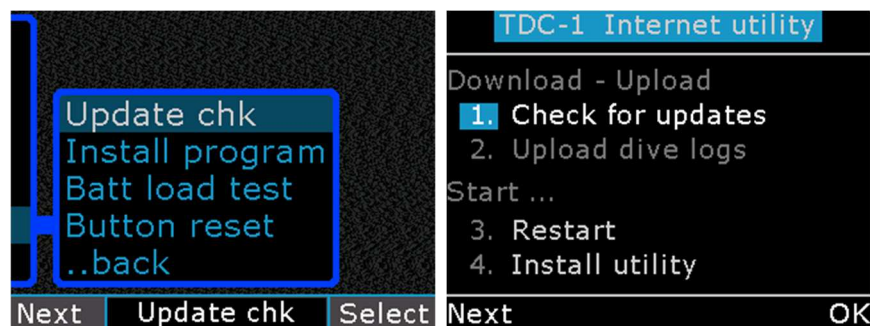 Update chk
Install program
Batt load test
Button reset
..back
Next Update chk Select
TDC-1 Internet utility
Download - Upload
1. Check for updates
2. Upload dive logs
Start ...
3. Restart
4. Install utility
Next OK